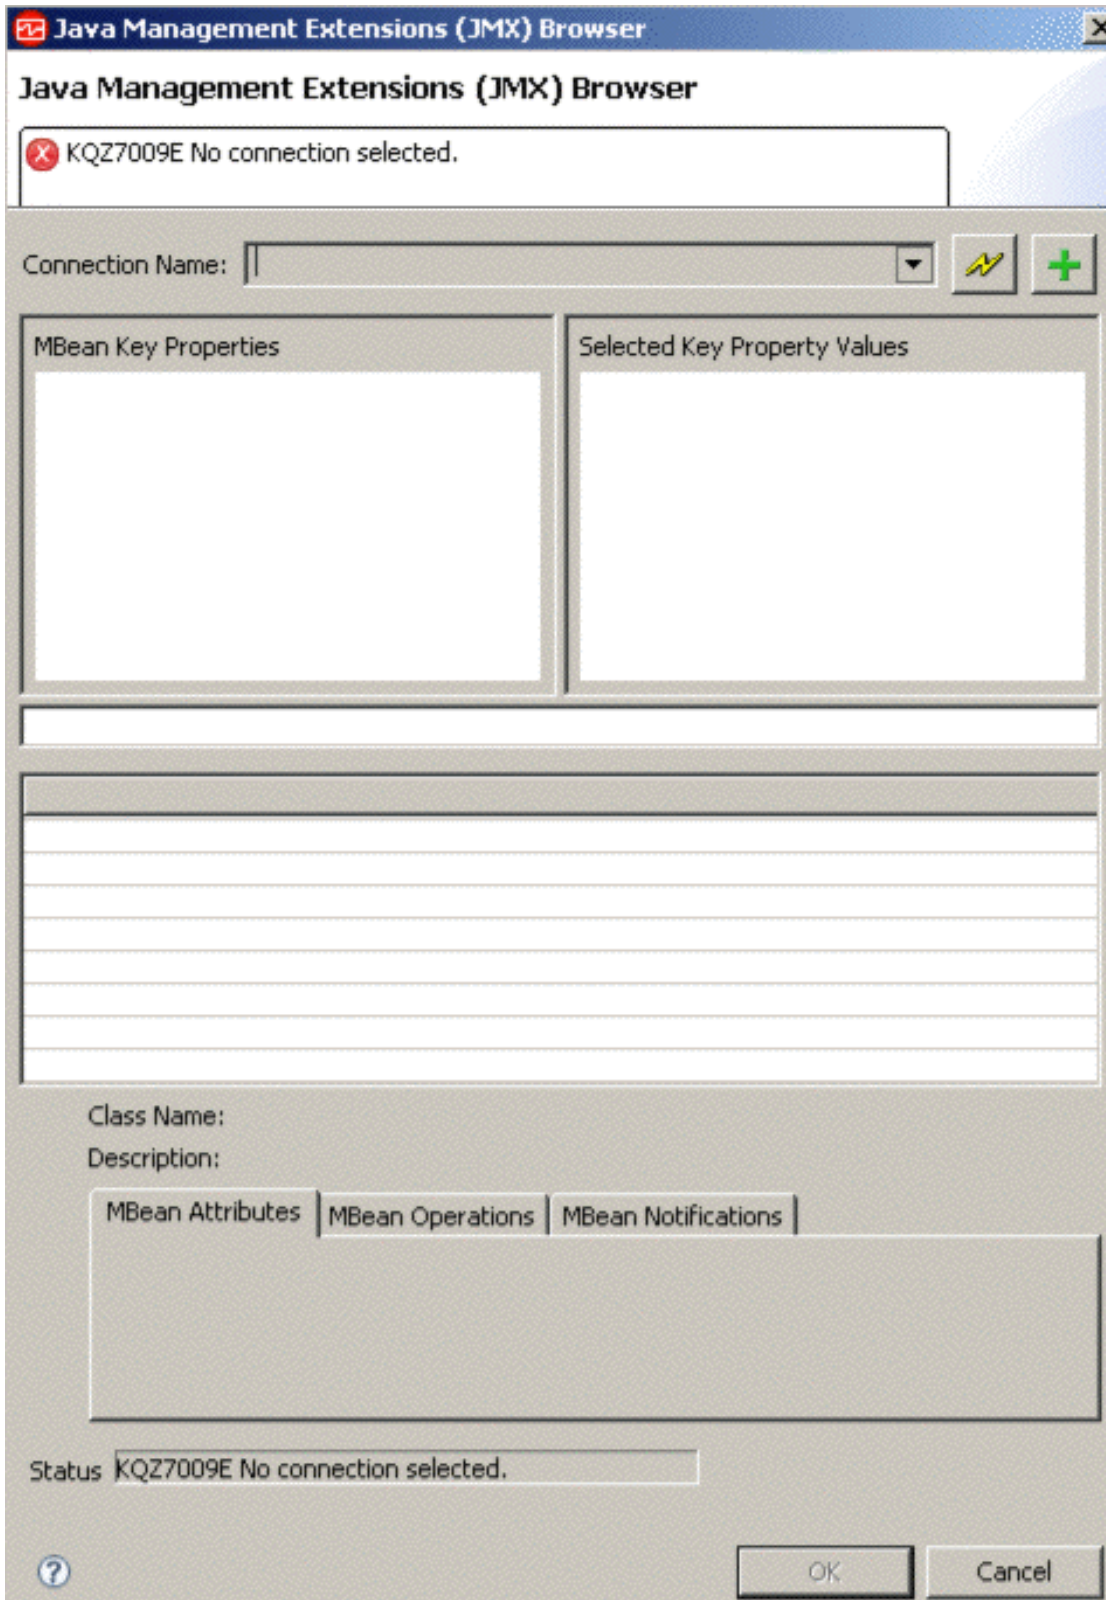 Java Management Extensions (JMX) Browser
Java Management Extensions (JMX) Browser
KQZ7009E No connection selected.
Connection Name:
MBean Key Properties
Selected Key Property Values
Class Name:
Description:
MBean Attributes
MBean Operations
MBean Notifications
Status KQZ7009E No connection selected.
OK
Cancel